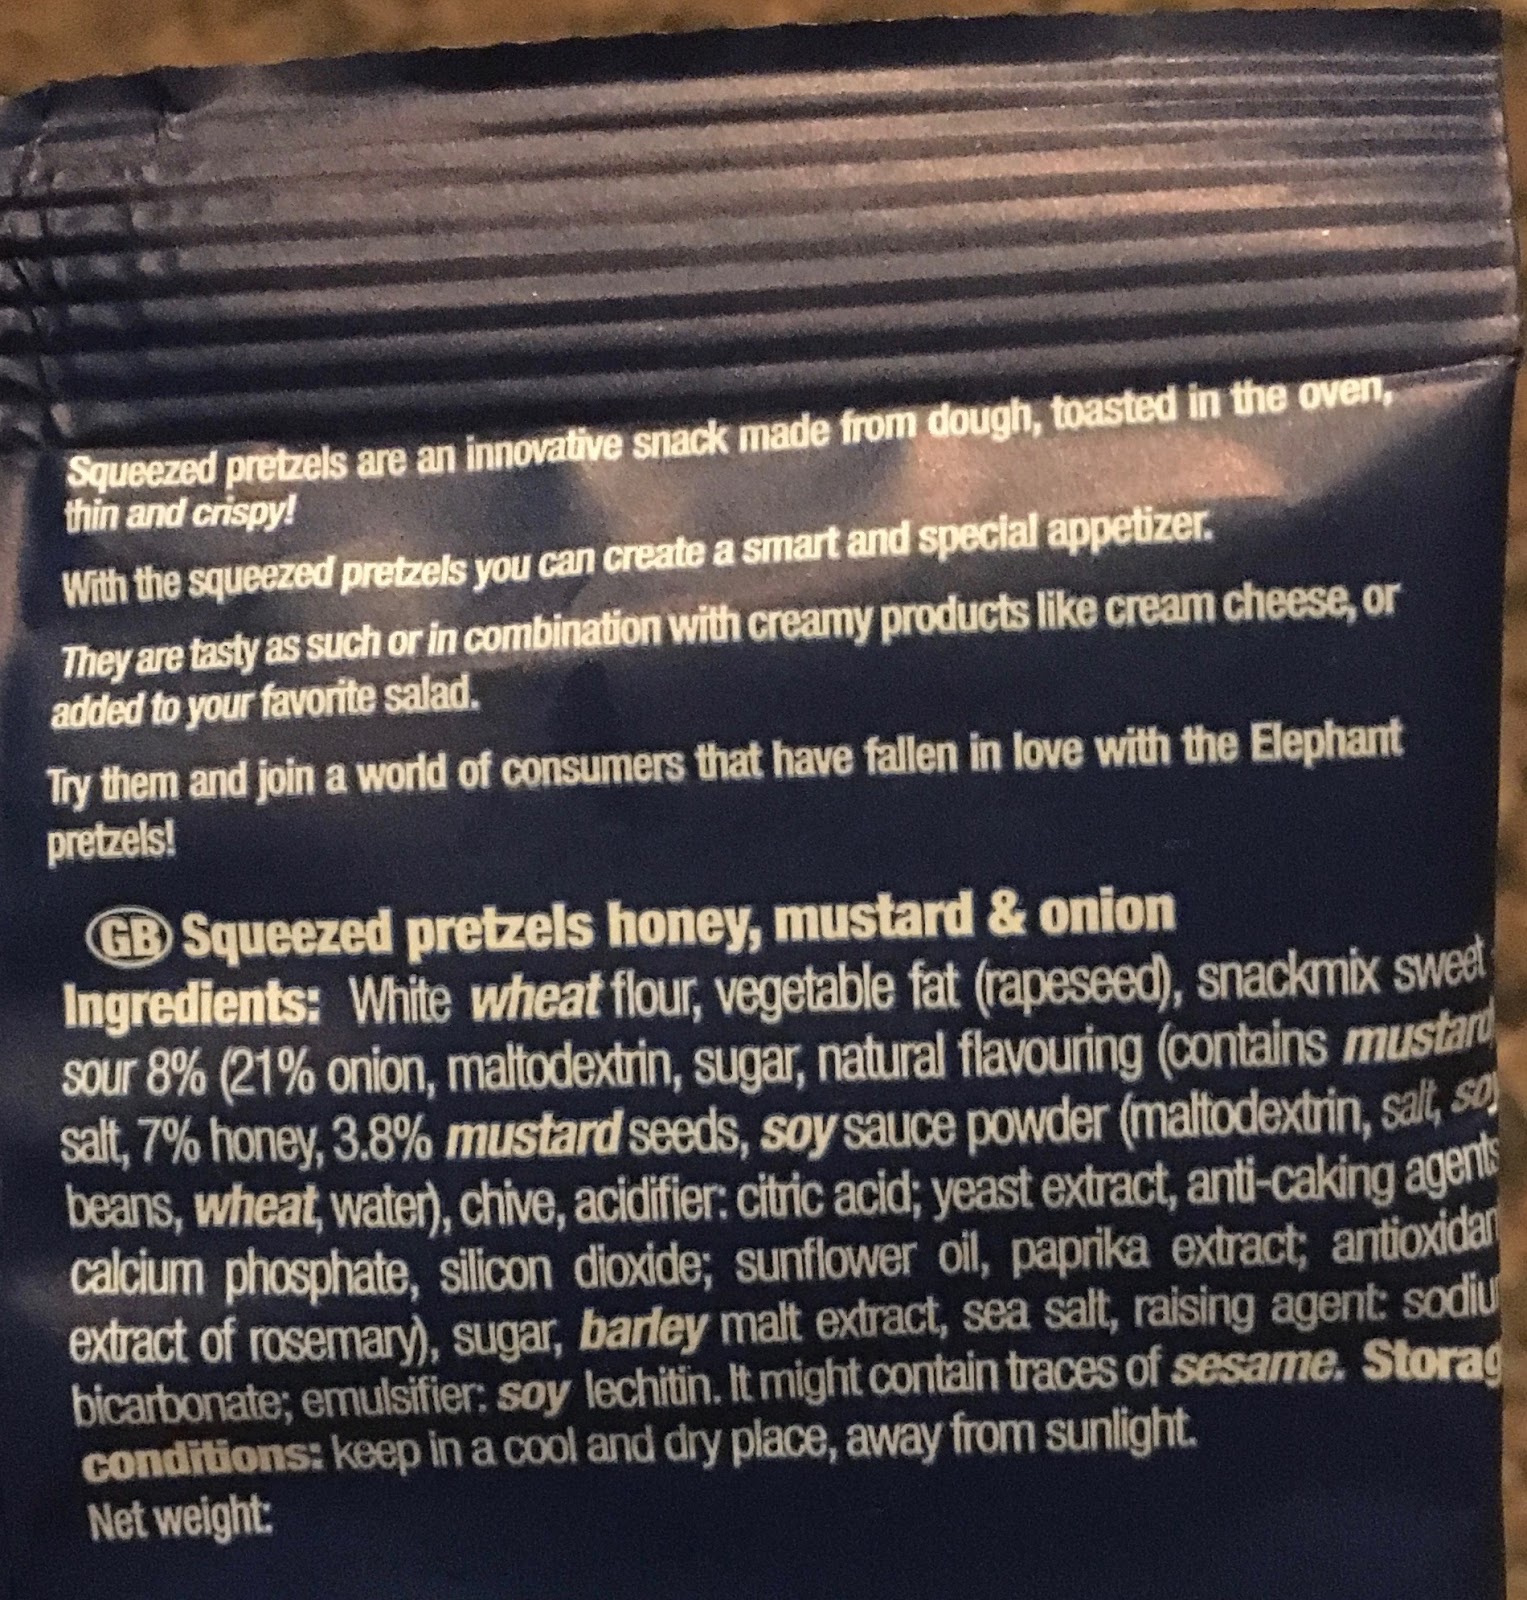 Squeezed pretzels are an innovative snack made from dough, toasted in the oven,
thin and crispy!
With the squeezed pretzels you can create a smart and special appetizer.
They are tasty as such or in combination with creamy products like cream cheese, or
added to your favorite salad.
Try them and join a world of consumers that have fallen in love with the Elephant
pretzels!
GB Squeezed pretzels honey, mustard & onion
Ingredients: White wheat flour, vegetable fat (rapeseed), snackmix sweet
sour 8% (21% onion, maltodextrin, sugar, natural flavouring (contains mustard
salt, 7% honey, 3.8% mustard seeds, soy sauce powder (maltodextrin, salt, soy
beans, wheat, water), chive, acidifier: citric acid; yeast extract, anti-caking agents
calcium phosphate, silicon dioxide; sunflower oil, paprika extract; antioxidan
extract of rosemary), sugar, barley malt extract, sea salt, raising agent: sodiu
bicarbonate; emulsifier: soy lechitin. It might contain traces of sesame. Storag
conditions: keep in a cool and dry place, away from sunlight.
Net weight: